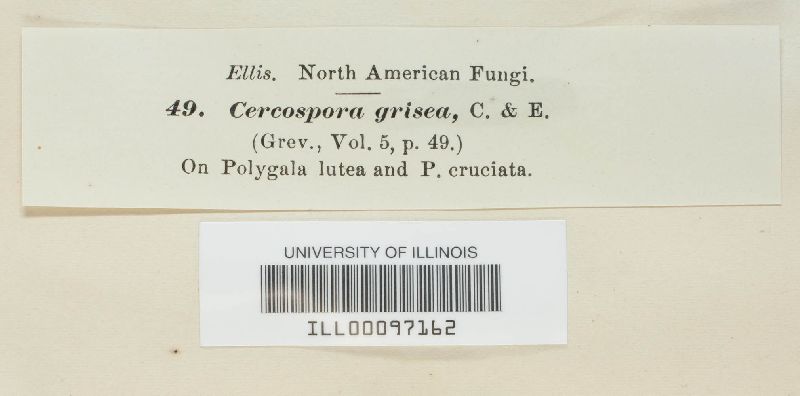 Ellis. North American Fungi.
49. Cercospora grisea, C. & E.
(Grev., Vol. 5, p. 49.)
On Polygala lutea and P. cruciata.
UNIVERSITY OF ILLINOIS
ILL00097162